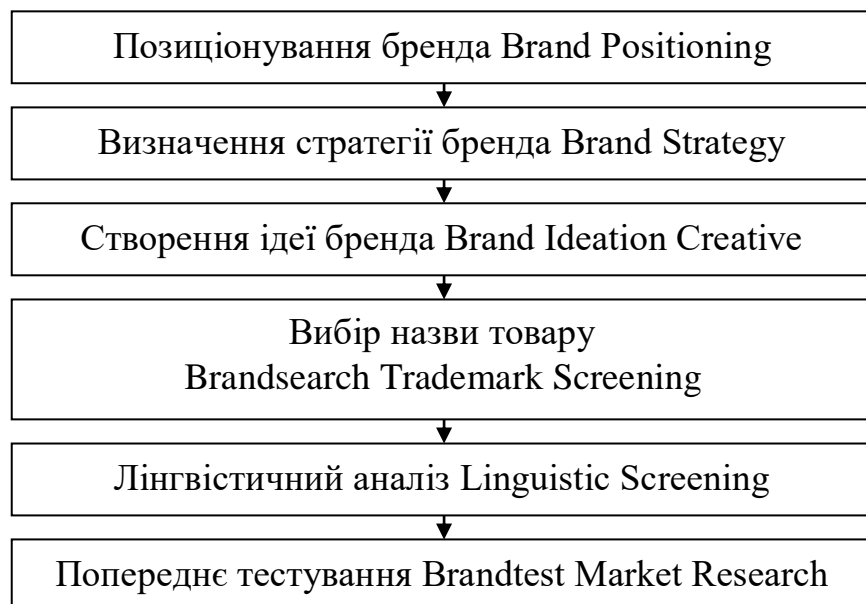 Позиціонування бренда Brand Positioning
Визначення стратегії бренда Brand Strategy
Створення ідеї бренда Brand Ideation Creative
Вибір назви товару
Brandsearch Trademark Screening
Лінгвістичний аналіз Linguistic Screening
Попереднє тестування Brandtest Market Research